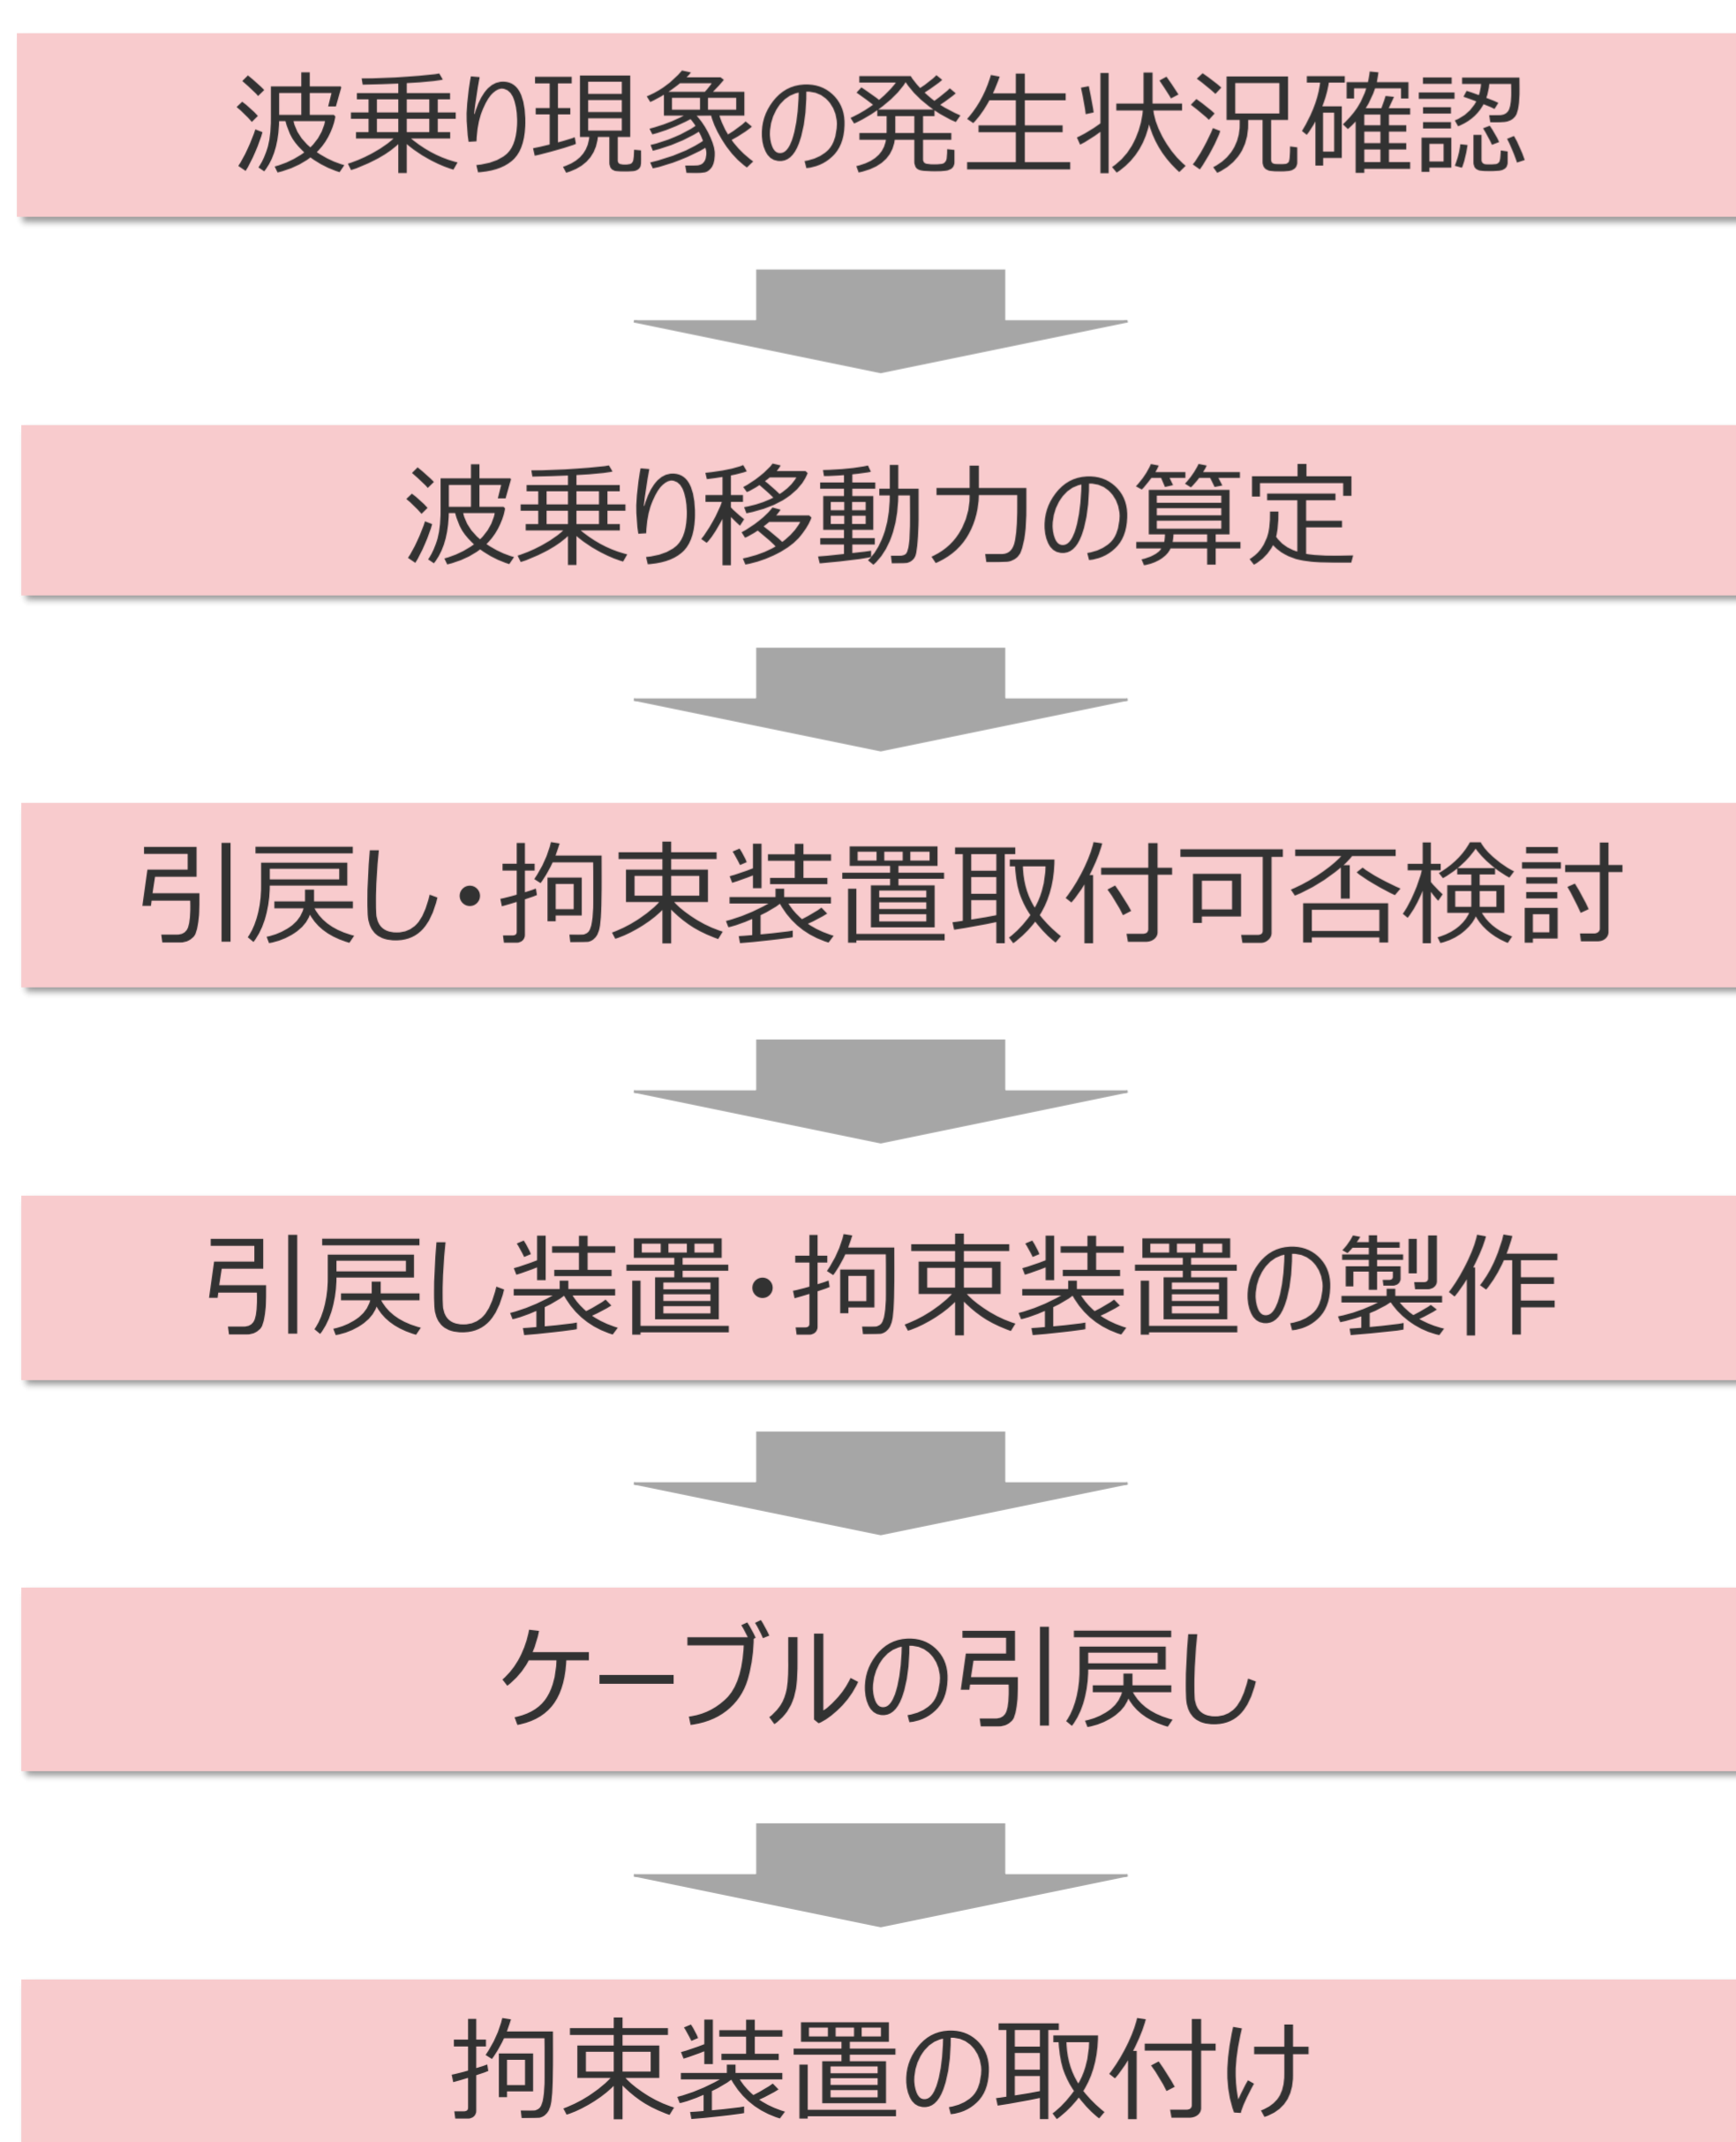 波乗り現象の発生状況確認
波乗り移動力の算定
引戻し・拘束装置取付可否検討
引戻し装置・拘束装置の製作
ケーブルの引戻し
拘束装置の取付け